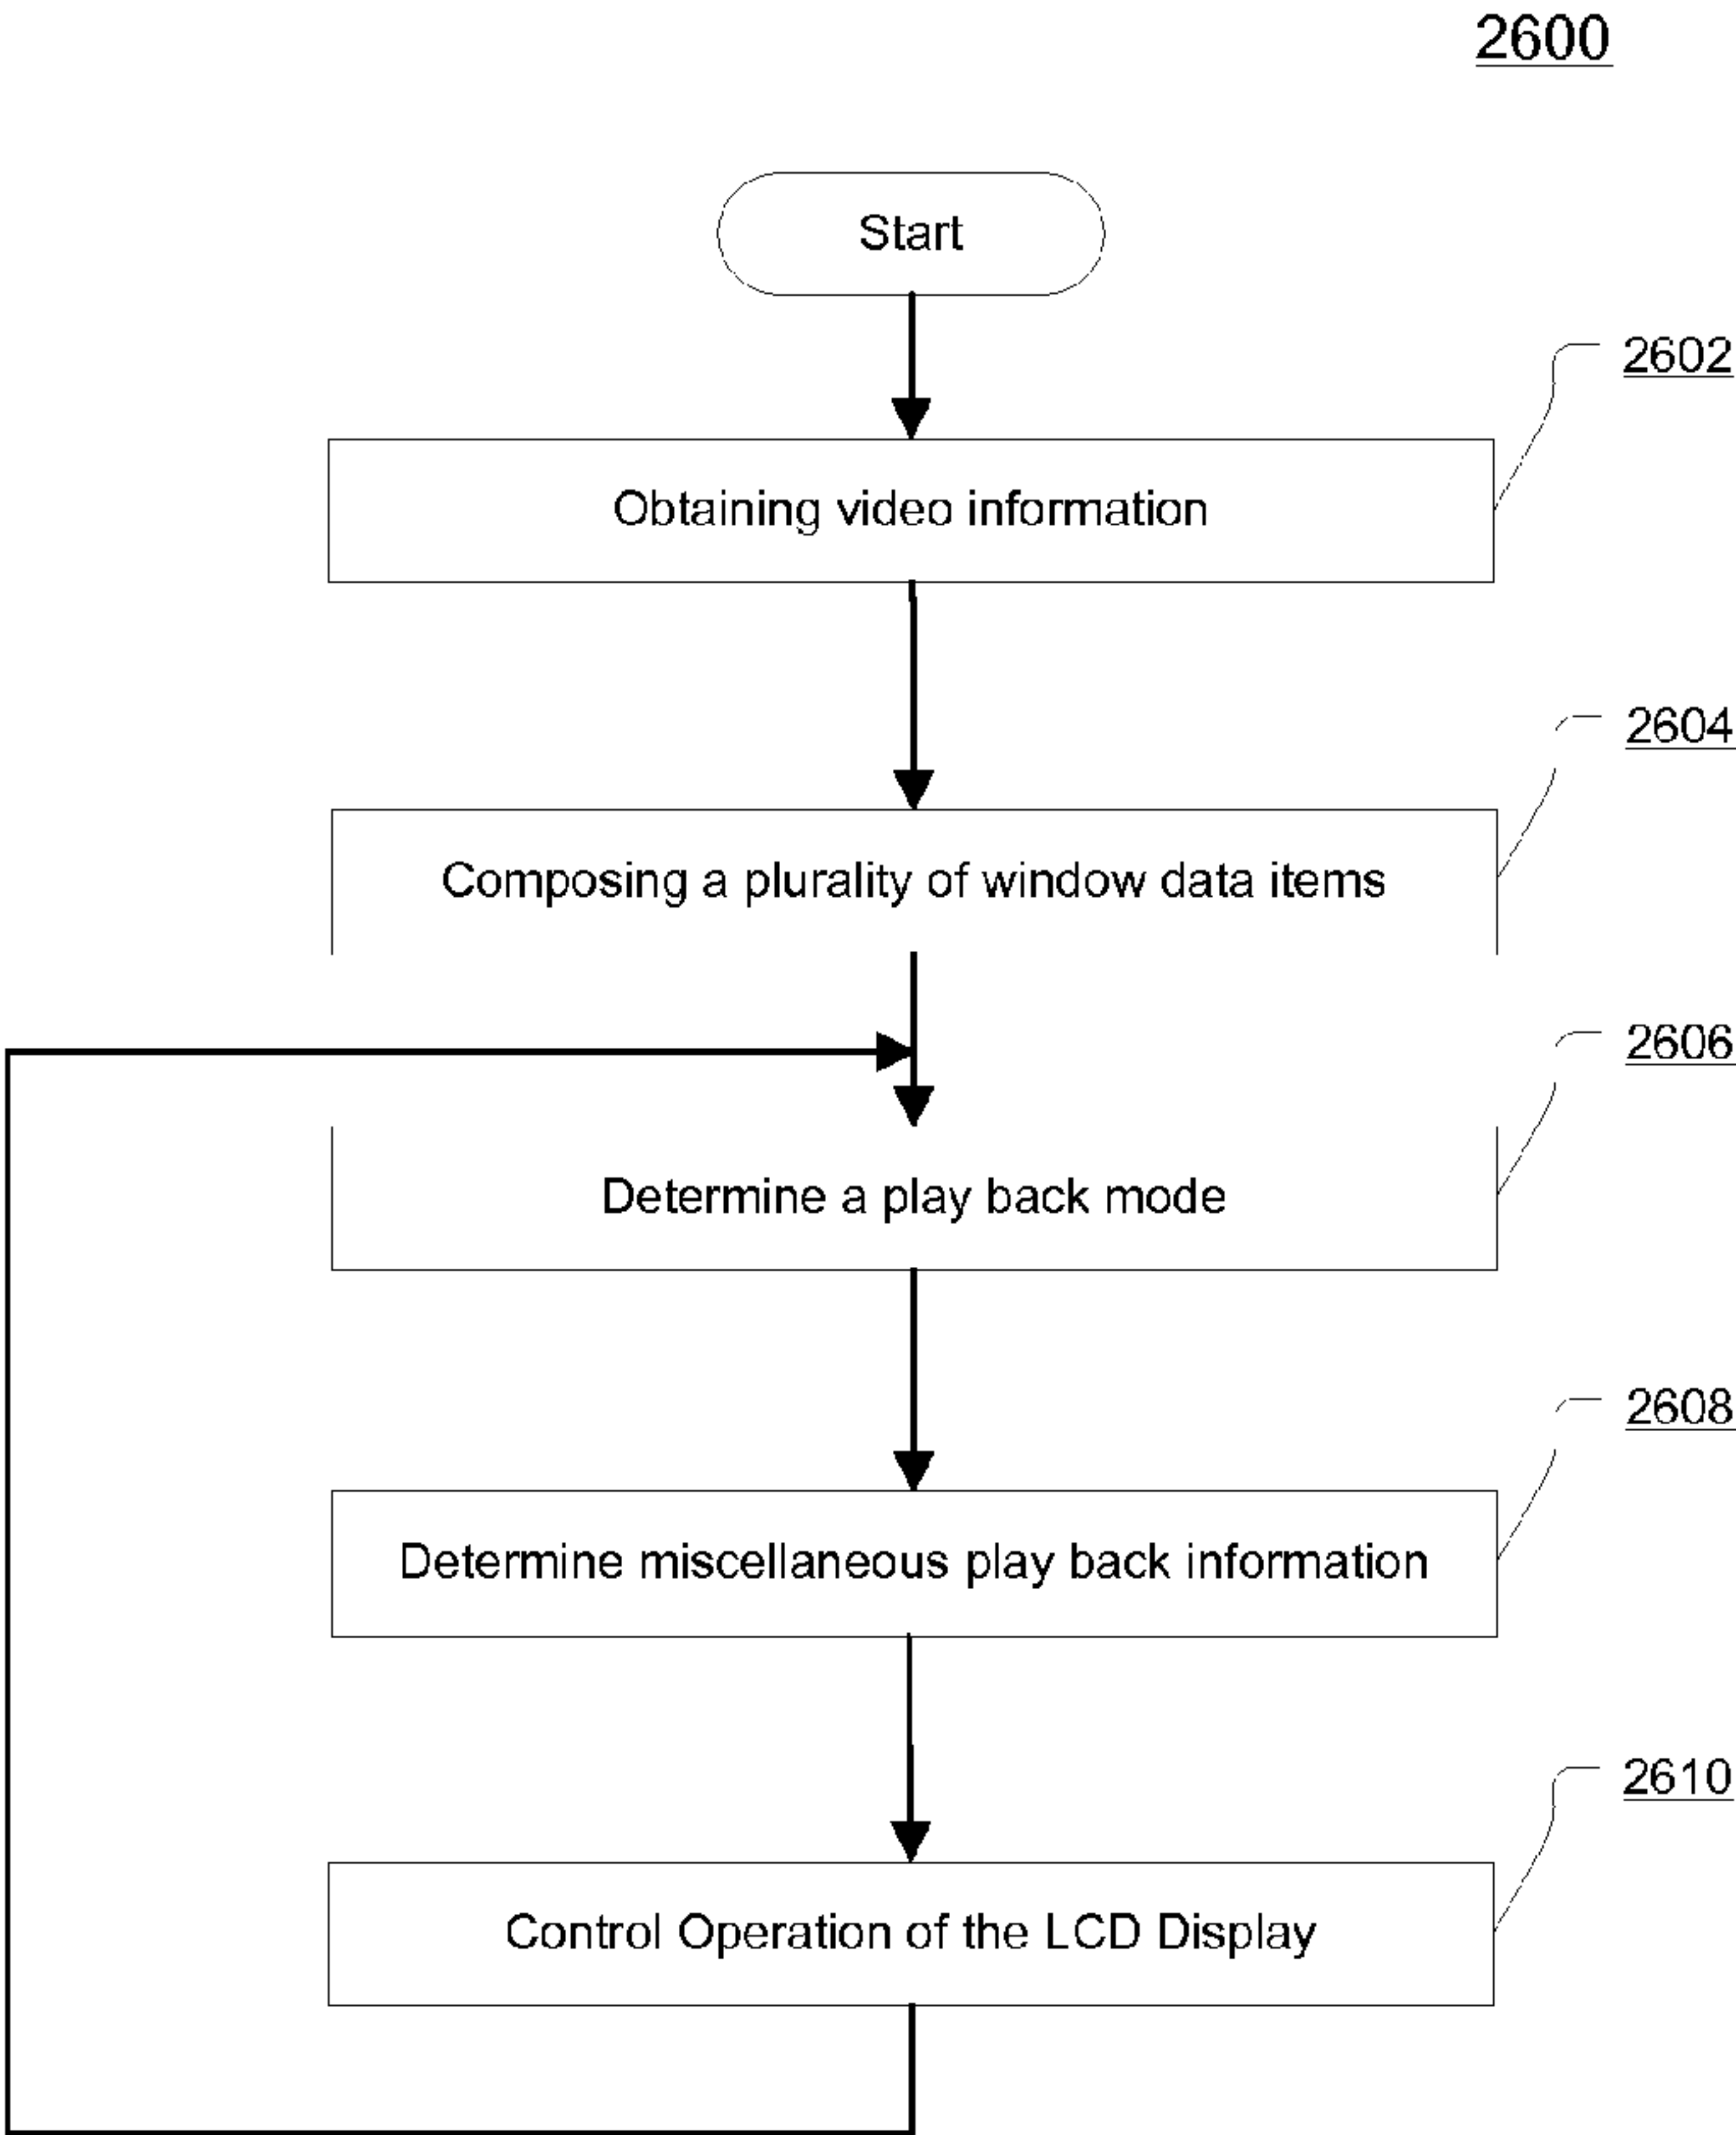 2600
Start
2602
Obtaining video information
2604
Composing a plurality of window data items
2606
Determine a play back mode
2608
Determine miscellaneous play back information
2610
Control Operation of the LCD Display